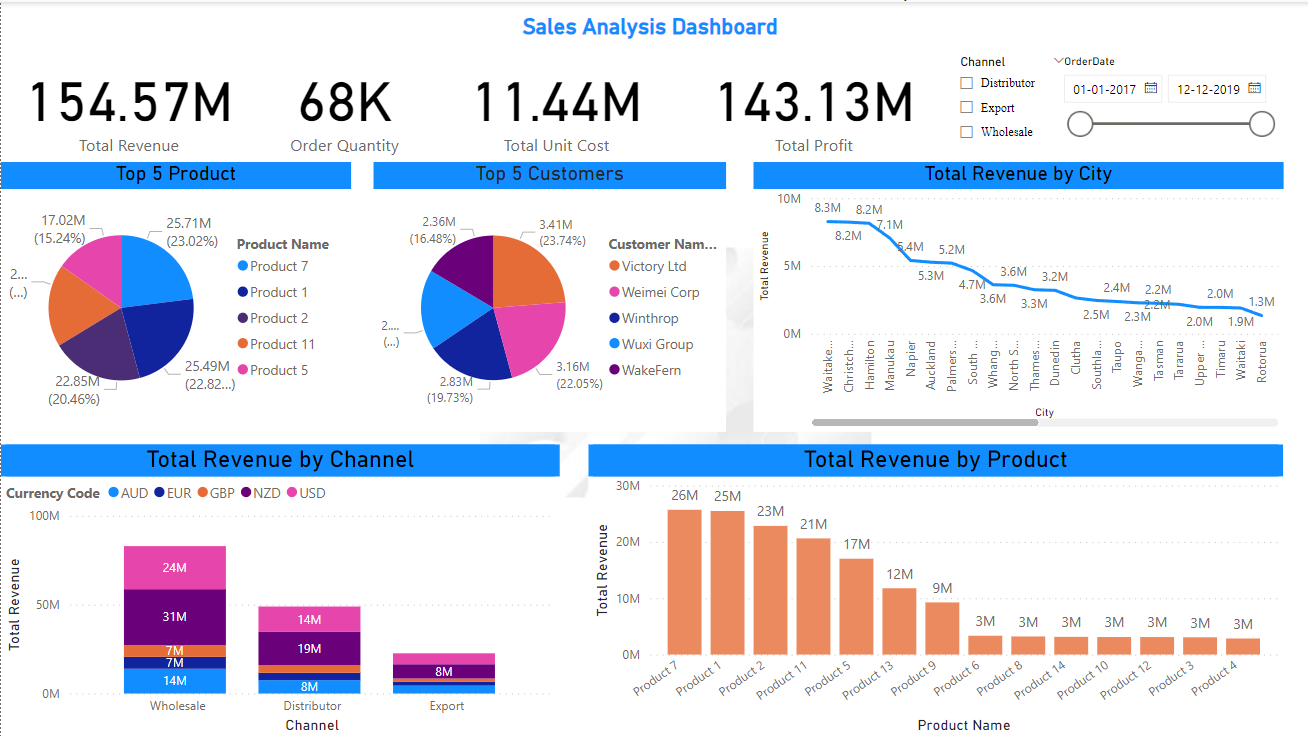 Sales Analysis Dashboard
154.57M
Total Revenue
68K
Order Quantity
11.44M
Total Unit Cost
143.13M
Total Profit
Channel
Distributor
Export
Wholesale
OrderDate
01-01-2017
12-12-2019
Top 5 Product
17.02M
(15.24%)
25.71M
(23.02%)
2...
(...)
22.85M
(20.46%)
25.49M
(22.82...)
Product Name
Product 7
Product 1
Product 2
Product 11
Product 5
Top 5 Customers
2.36M
(16.48%)
3.41M
(23.74%)
2....
(...)
2.83M
(19.73%)
3.16M
(22.05%)
Customer Nam...
Victory Ltd
Weimei Corp
Winthrop
Wuxi Group
WakeFern
Total Revenue by City
Total Revenue
10M
5M
0M
8.3M
8.2M
8.2M
7.1M
5.4M
5.3M
5.2M
4.7M
3.6M
3.6M
3.3M
3.2M
2.5M
2.4M
2.3M
2.2M
2.2M
2.0M
2.0M
1.9M
1.3M
Waitake...
Christch...
Hamilton
Manukau
Napier
Auckland
Palmers...
South ...
Whang...
North S...
Thames...
Dunedin
Clutha
Southla...
Taupo
Wanga...
Tasman
Tararua
Upper ...
Timaru
Waitaki
Rotorua
City
Total Revenue by Channel
Currency Code AUD EUR GBP NZD USD
Total Revenue
100M
50M
0M
24M
31M
7M
7M
14M
14M
19M
8M
8M
Wholesale
Distributor
Export
Channel
Total Revenue by Product
Total Revenue
30M
20M
10M
0M
26M
25M
23M
21M
17M
12M
9M
3M
3M
3M
3M
3M
3M
3M
Product 7
Product 1
Product 2
Product 11
Product 5
Product 13
Product 9
Product 6
Product 8
Product 14
Product 10
Product 12
Product 3
Product 4
Product Name